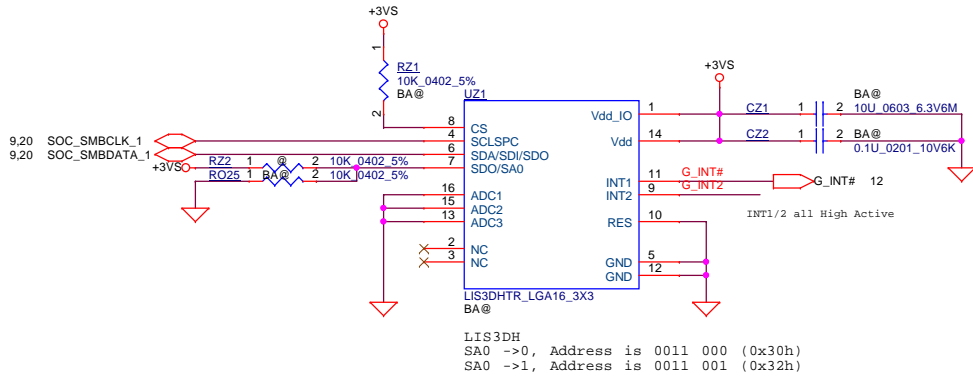 +3VS
1
RZ1
10K_0402_5%
BA@
2
UZ1
+3VS
BA@
1 Vdd_IO
CZ1 1 2 10U_0603_6.3V6M
8 CS
9,20 SOC_SMBCLK_1
4 SCLSPC
14 Vdd
CZ2 1 2 BA@
0.1U_0201_10V6K
9,20 SOC_SMBDATA_1
6 SDA/SDI/SDO
+3VS
RZ2 1 @ 2 10K_0402_5%
7 SDO/SA0
RO25 1 BA@ 2 10K_0402_5%
11 INT1
G_INT#
G_INT# 12
9 INT2
G_INT2
16 ADC1
15 ADC2
13 ADC3
INT1/2 all High Active
10 RES
2 NC
3 NC
5 GND
12 GND
LIS3DHTR_LGA16_3X3
BA@
LIS3DH
SA0 ->0, Address is 0011 000 (0x30h)
SA0 ->1, Address is 0011 001 (0x32h)